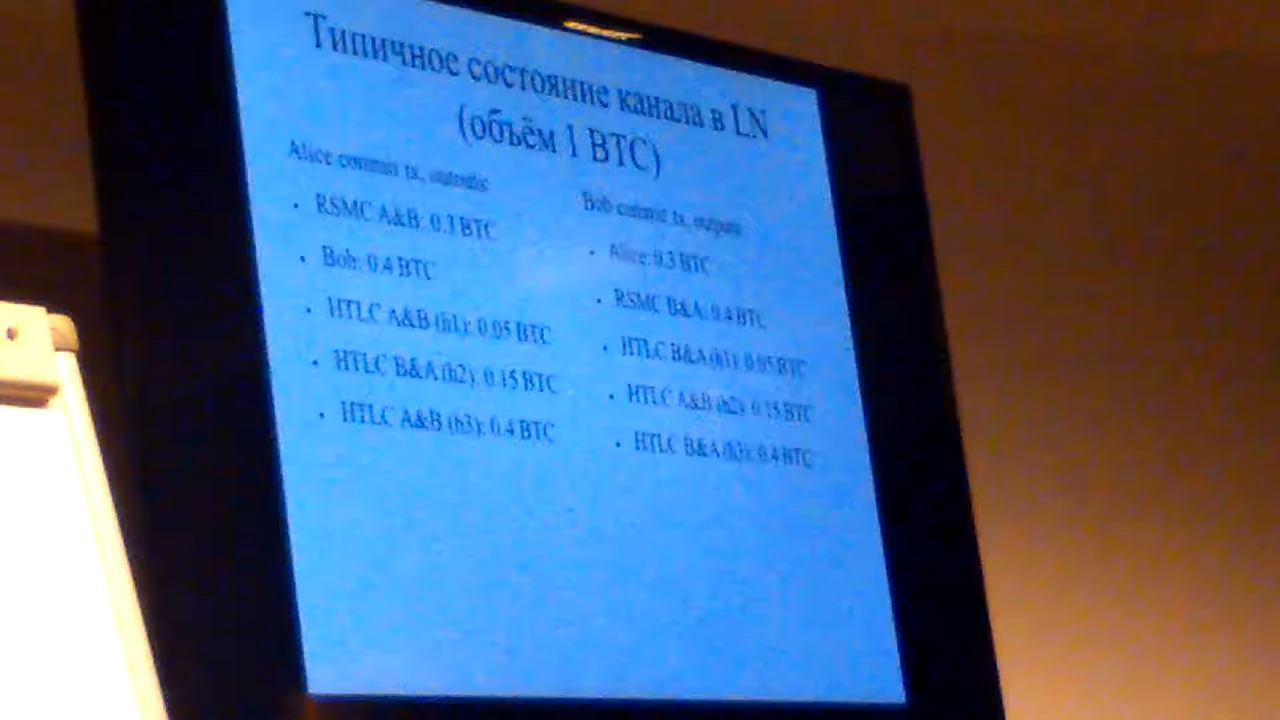 Типичное состояние канала в LN
(объём 1 BTC)
Alice commit tx, outputs:
• RSMC A&B: 0.3 BTC
• Bob: 0.4 BTC
• HTLC A&B (h1): 0.05 BTC
• HTLC B&A (h2): 0.15 BTC
• HTLC A&B (h3): 0.4 BTC
Bob commit tx, outputs:
• Alice: 0.3 BTC
• RSMC B&A: 0.4 BTC
• HTLC B&A (h1): 0.05 BTC
• HTLC A&B (h2): 0.15 BTC
• HTLC B&A (h3): 0.4 BTC